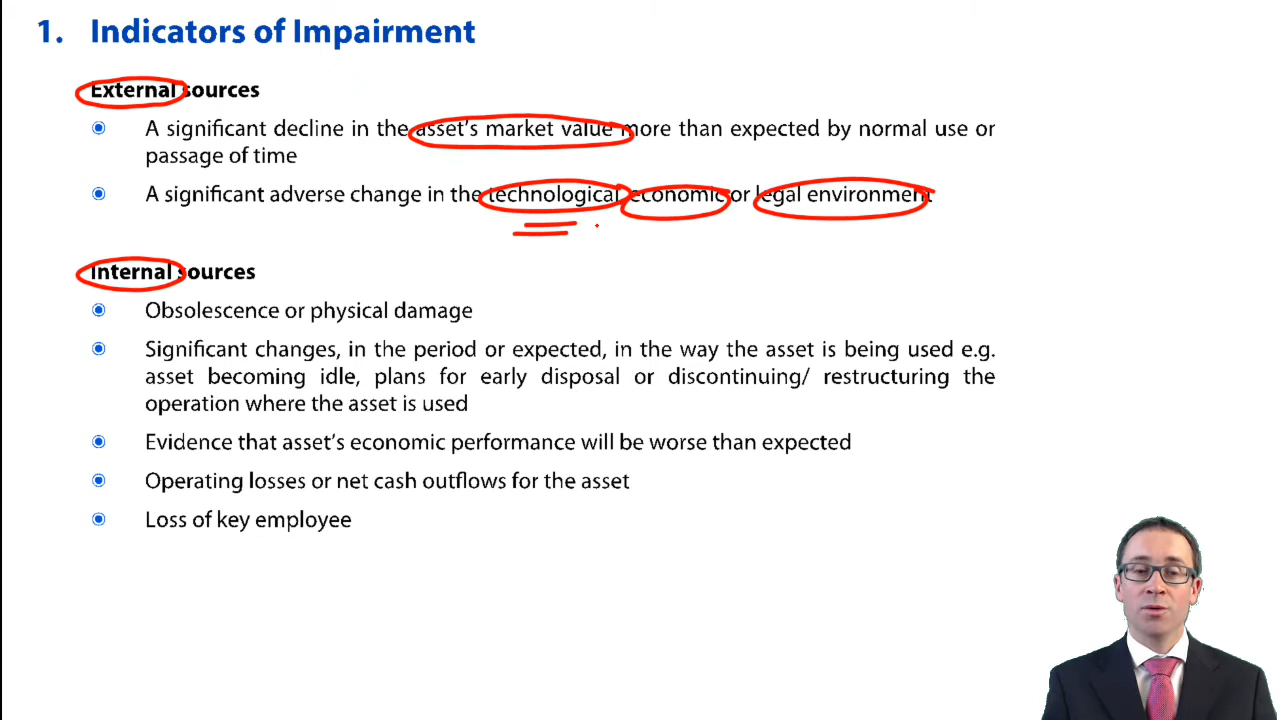 1. Indicators of Impairment
External sources
A significant decline in the asset's market value more than expected by normal use or
passage of time
A significant adverse change in the technological economic or legal environment
Internal sources
Obsolescence or physical damage
Significant changes, in the period or expected, in the way the asset is being used e.g.
asset becoming idle, plans for early disposal or discontinuing/ restructuring the
operation where the asset is used
Evidence that asset's economic performance will be worse than expected
Operating losses or net cash outflows for the asset
Loss of key employee